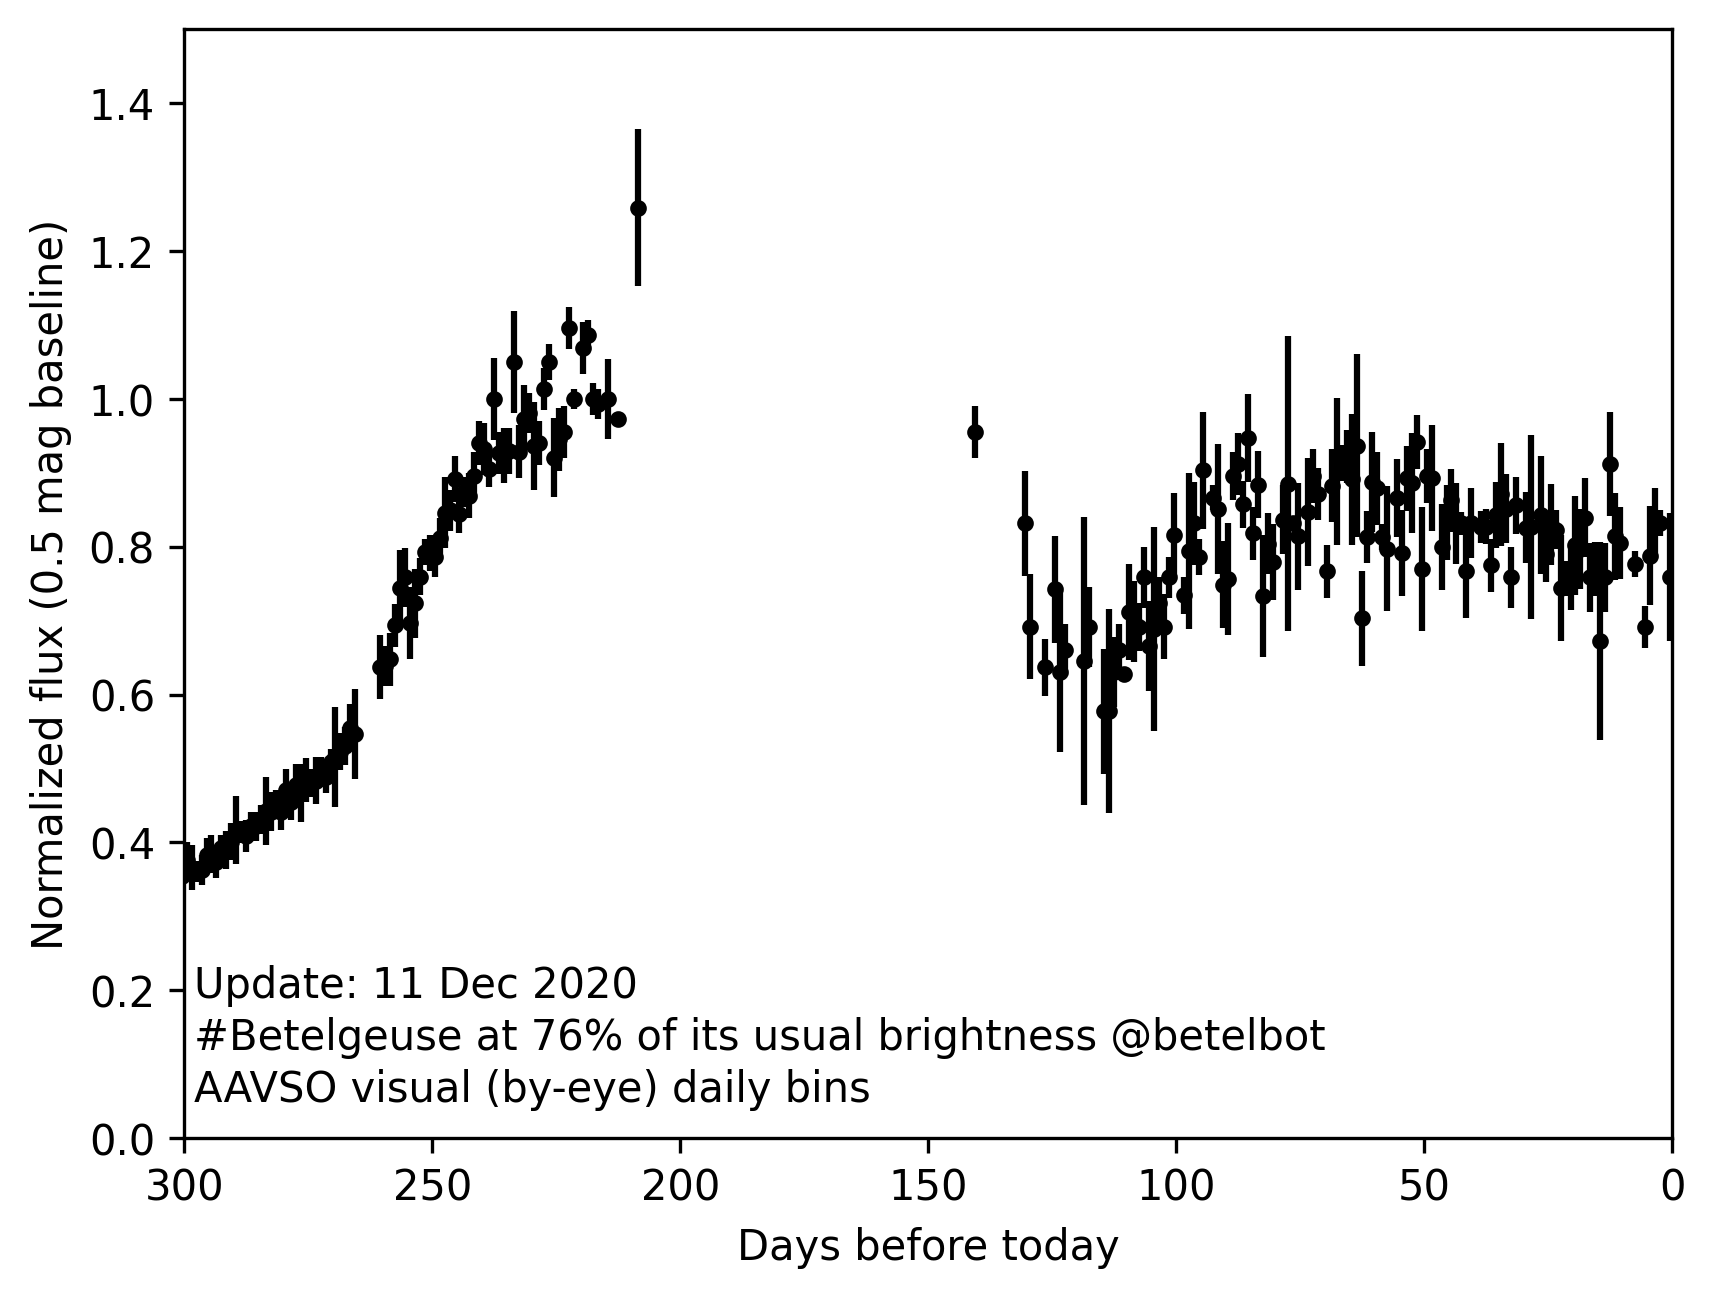 1.4
1.2
1.0
0.8
0.6
0.4
0.2
0.0
Normalized flux (0.5 mag baseline)
Update: 11 Dec 2020
#Betelgeuse at 76% of its usual brightness @betelbot
AAVSO visual (by-eye) daily bins
300 250 200 150 100 50 0
Days before today